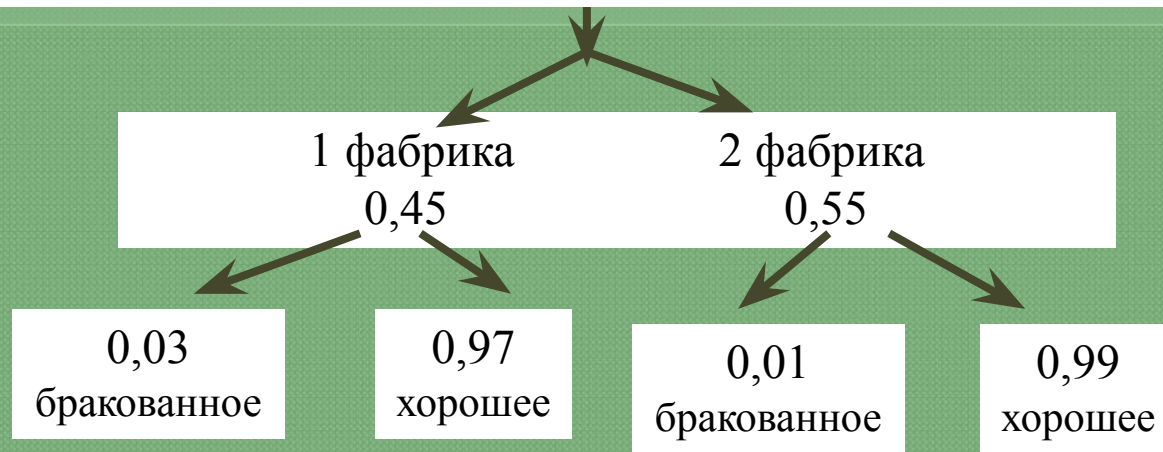 1 фабрика
0,45
2 фабрика
0,55
0,03
бракованное
0,97
хорошее
0,01
бракованное
0,99
хорошее